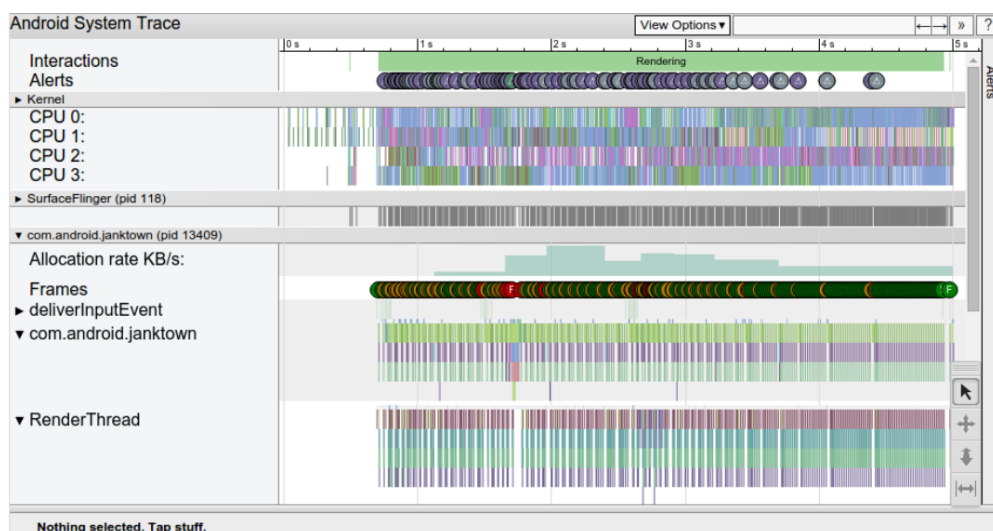 Android System Trace View Options ▾ ← → » ?
0 s 1 s 2 s 3 s 4 s 5 s
Interactions Rendering
Alerts
Alerts
▸ Kernel
CPU 0:
CPU 1:
CPU 2:
CPU 3:
▸ SurfaceFlinger (pid 118)
▾ com.android.janktown (pid 13409)
Allocation rate KB/s:
Frames F F
▸ deliverInputEvent
▾ com.android.janktown
▾ RenderThread
Nothing selected. Tap stuff.